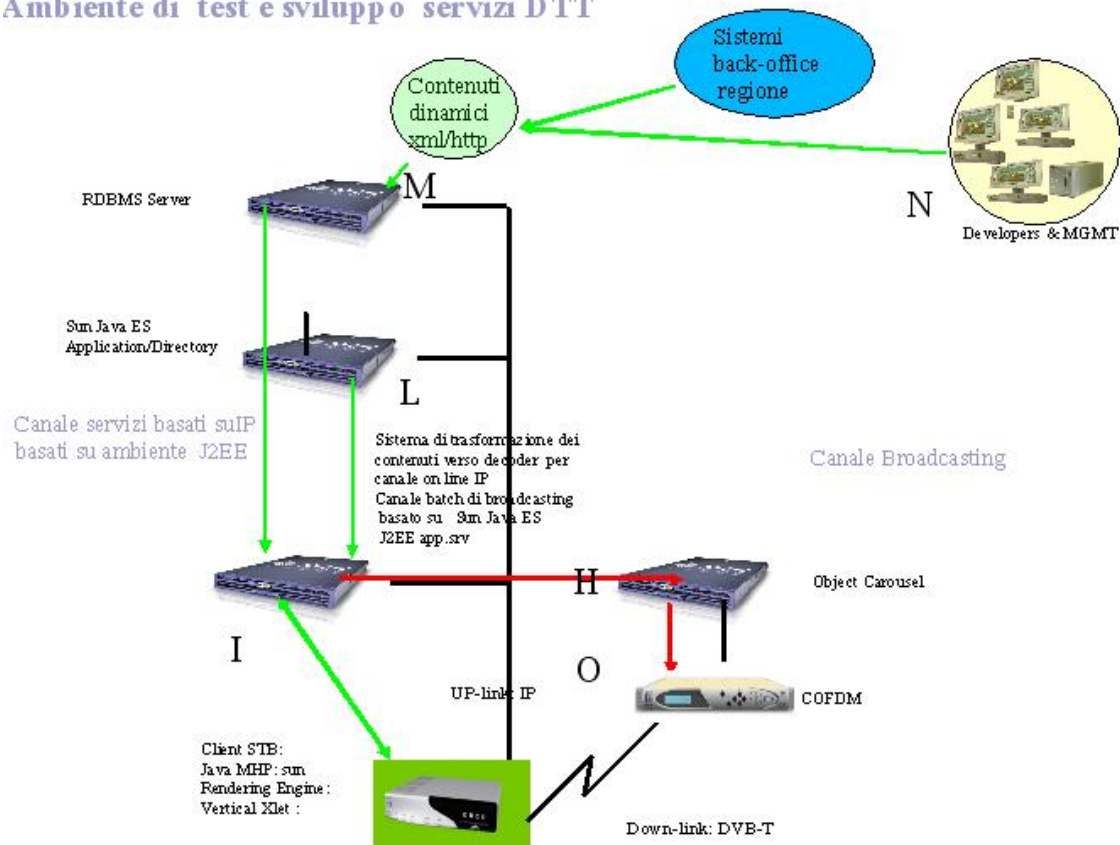 Ambiente di test e sviluppo servizi DTT
Sistemi
back-office
regione
Contenuti
dinamici
xml/http
M
RDBMS Server
N
Developers & MGMT
Sun Java ES
Application/Directory
L
Canale servizi basati suIP
basati su ambiente J2EE
Sistema di trasformazione dei
contenuti verso decoder per
canale on line IP
Canale batch di broadcasting
basato su Sun Java ES
J2EE app.srv
Canale Broadcasting
H
Object Carousel
I
O
UP-link: IP
COFDM
Client STB:
Java MHP: sun
Rendering Engine :
Vertical Xlet :
Down-link: DVB-T